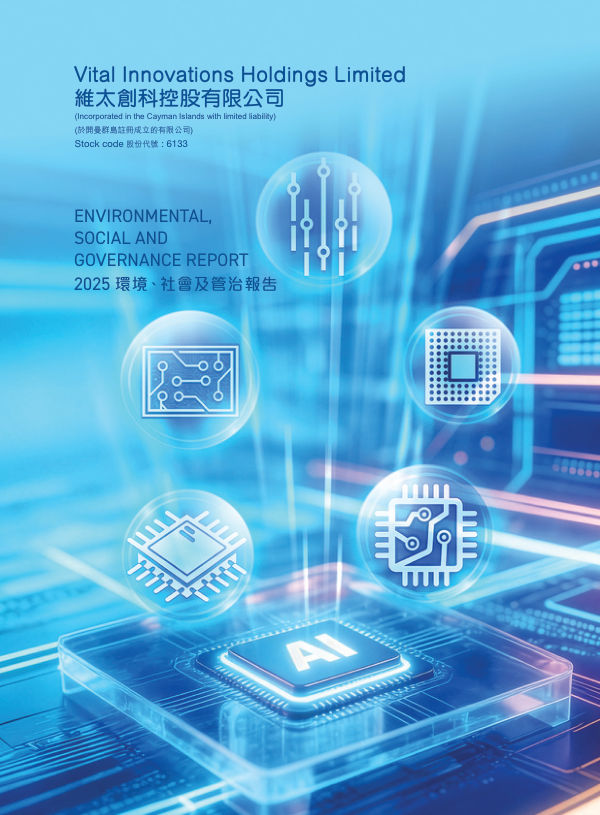 Vital Innovations Holdings Limited
維太創科控股有限公司
(Incorporated in the Cayman Islands with limited liability)
(於開曼群島註冊成立的有限公司)
Stock code 股份代號 : 6133
ENVIRONMENTAL,
SOCIAL AND
GOVERNANCE REPORT
2025 環境、社會及管治報告
AI